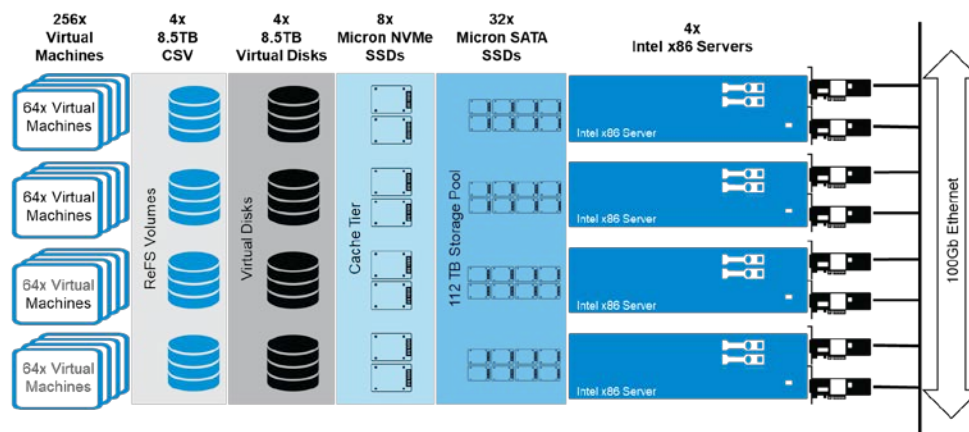 256x
Virtual
Machines
4x
8.5TB
CSV
4x
8.5TB
Virtual Disks
8x
Micron NVMe
SSDs
32x
Micron SATA
SSDs
4x
Intel x86 Servers
64x Virtual
Machines
64x Virtual
Machines
64x Virtual
Machines
64x Virtual
Machines
ReFS Volumes
Virtual Disks
Cache Tier
112 TB Storage Pool
Intel x86 Server
Intel x86 Server
Intel x86 Server
Intel x86 Server
100Gb Ethernet